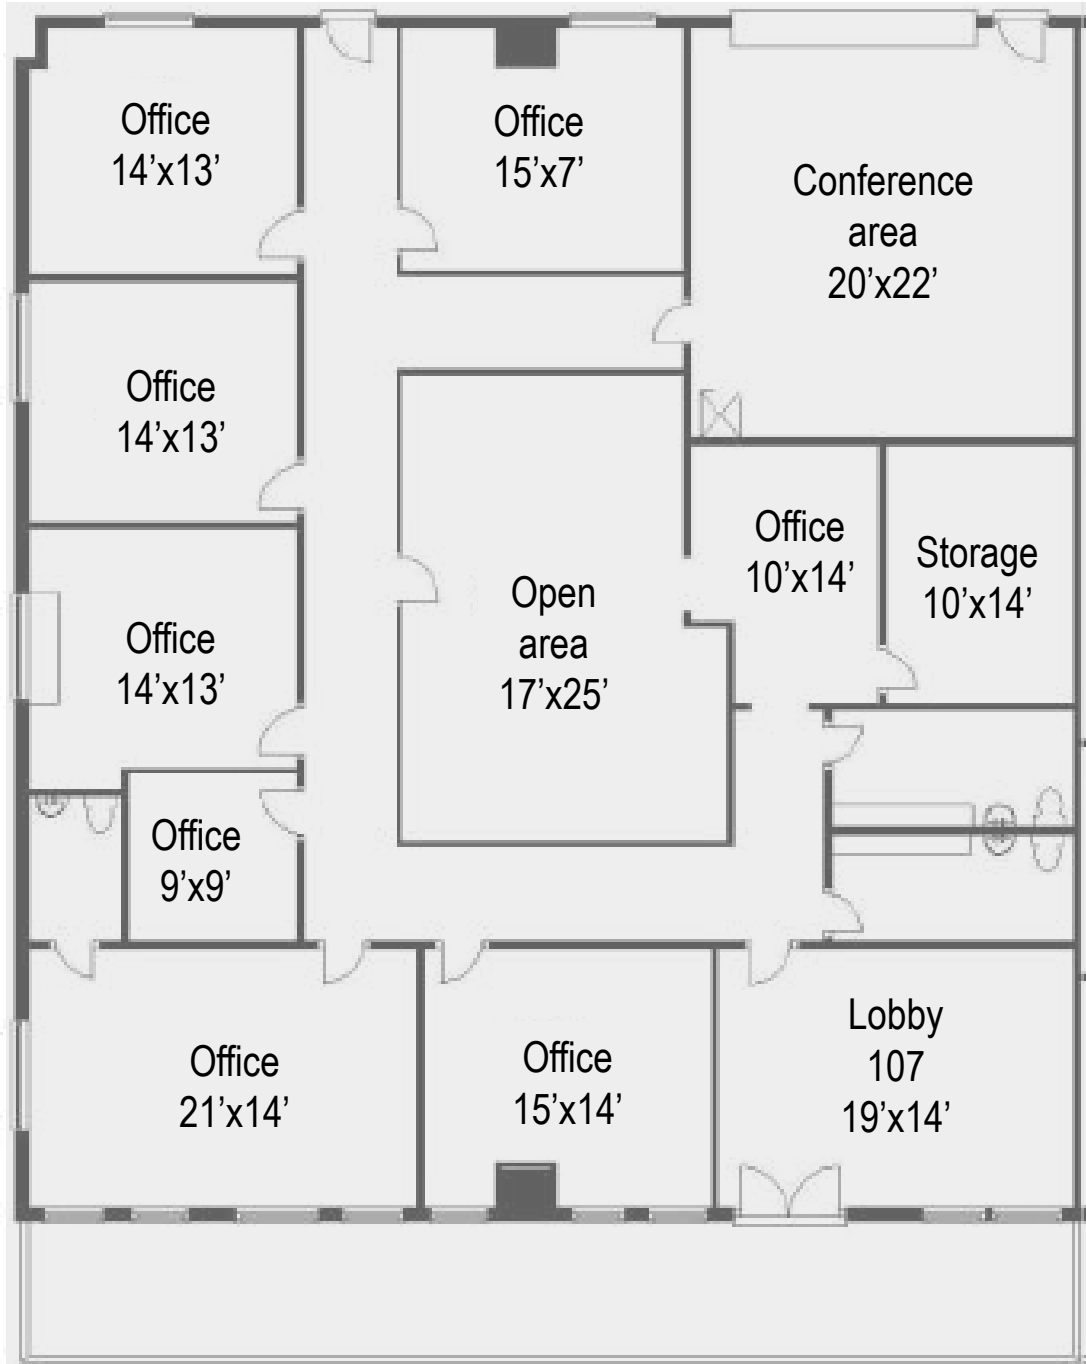 Office
14’x13’
Office
15’x7’
Conference
area
20’x22’
Office
14’x13’
Office
10’x14’
Storage
10’x14’
Open
area
17’x25’
Office
14’x13’
Office
9’x9’
Office
21’x14’
Office
15’x14’
Lobby
107
19’x14’